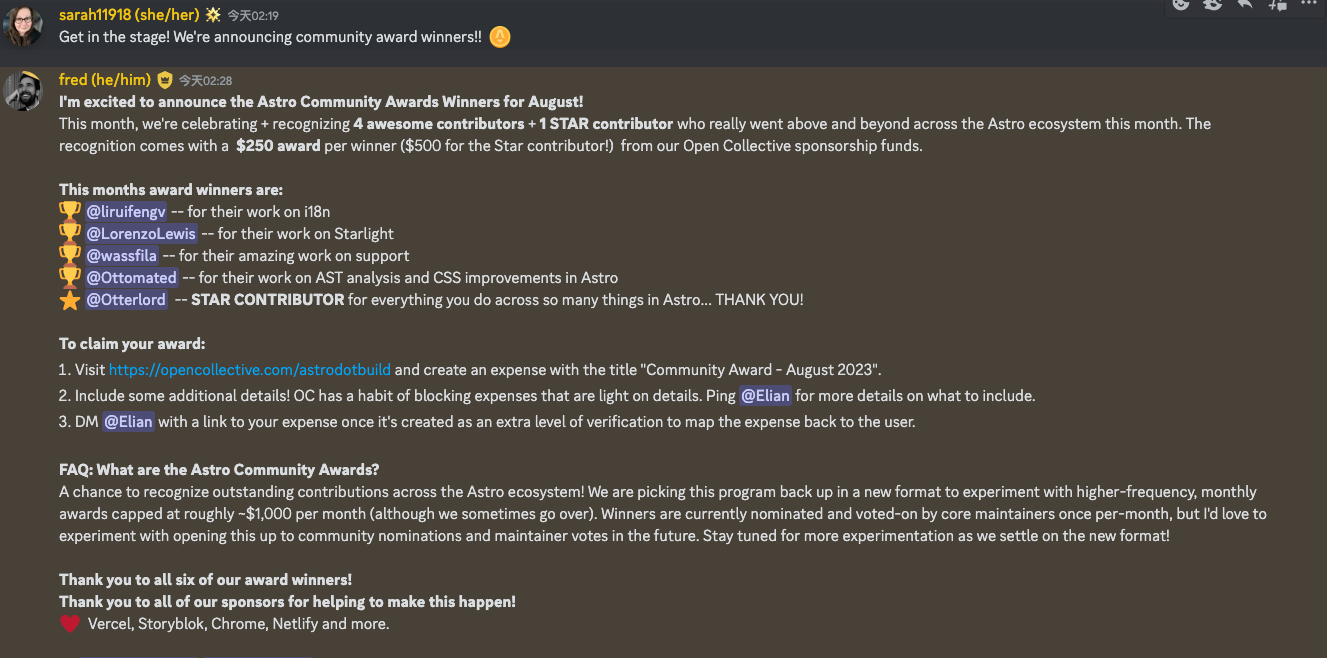 sarah11918 (she/her) 今天02:19
Get in the stage! We're announcing community award winners!!
fred (he/him) 今天02:28
I'm excited to announce the Astro Community Awards Winners for August!
This month, we're celebrating + recognizing 4 awesome contributors + 1 STAR contributor who really went above and beyond across the Astro ecosystem this month. The
recognition comes with a $250 award per winner ($500 for the Star contributor!) from our Open Collective sponsorship funds.
This months award winners are:
@liruifengv -- for their work on i18n
@LorenzoLewis -- for their work on Starlight
@wassfila -- for their amazing work on support
@Ottomated -- for their work on AST analysis and CSS improvements in Astro
@Otterlord -- STAR CONTRIBUTOR for everything you do across so many things in Astro... THANK YOU!
To claim your award:
1. Visit https://opencollective.com/astrodotbuild and create an expense with the title "Community Award - August 2023".
2. Include some additional details! OC has a habit of blocking expenses that are light on details. Ping @Elian for more details on what to include.
3. DM @Elian with a link to your expense once it's created as an extra level of verification to map the expense back to the user.
FAQ: What are the Astro Community Awards?
A chance to recognize outstanding contributions across the Astro ecosystem! We are picking this program back up in a new format to experiment with higher-frequency, monthly
awards capped at roughly ~$1,000 per month (although we sometimes go over). Winners are currently nominated and voted-on by core maintainers once per-month, but I'd love to
experiment with opening this up to community nominations and maintainer votes in the future. Stay tuned for more experimentation as we settle on the new format!
Thank you to all six of our award winners!
Thank you to all of our sponsors for helping to make this happen!
Vercel, Storyblok, Chrome, Netlify and more.